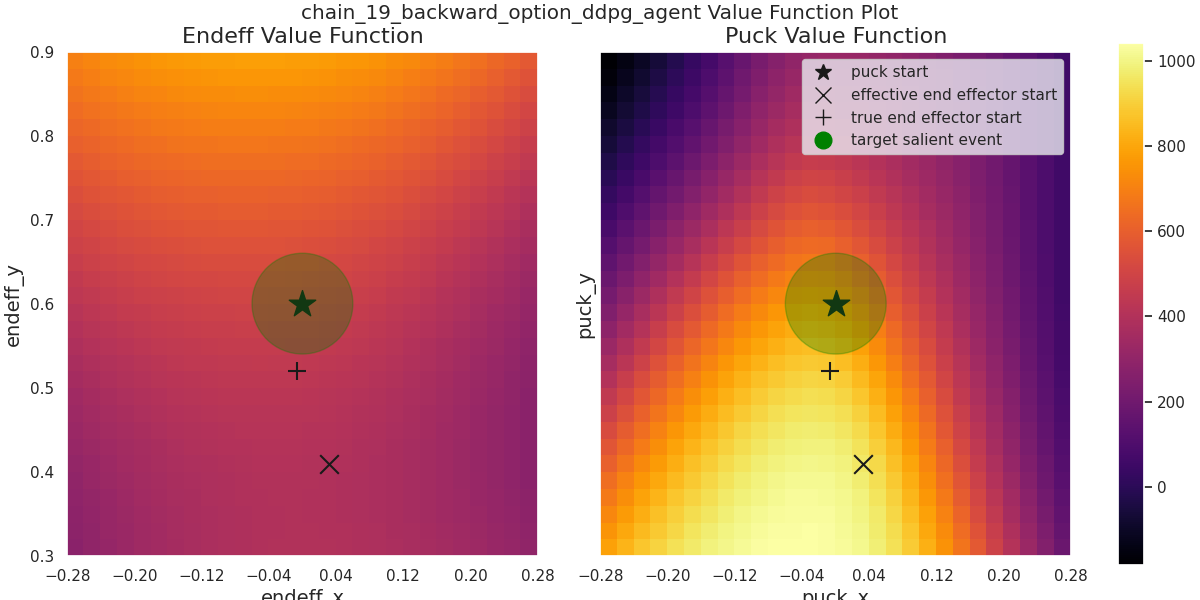 chain_19_backward_option_ddpg_agent Value Function Plot
Endeff Value Function
0.9
0.8
0.7
0.6
0.5
0.4
0.3
endeff_y
−0.28 −0.20 −0.12 −0.04 0.04 0.12 0.20 0.28
endeff_x
Puck Value Function
puck start
effective end effector start
true end effector start
target salient event
puck_y
−0.28 −0.20 −0.12 −0.04 0.04 0.12 0.20 0.28
puck_x
1000
800
600
400
200
0